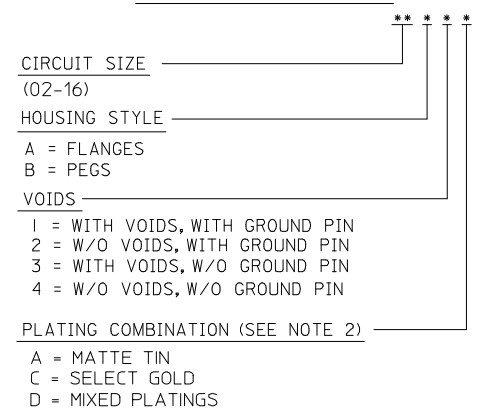 ** * * *
CIRCUIT SIZE
(02-16)
HOUSING STYLE
A = FLANGES
B = PEGS
VOIDS
1 = WITH VOIDS, WITH GROUND PIN
2 = W/O VOIDS, WITH GROUND PIN
3 = WITH VOIDS, W/O GROUND PIN
4 = W/O VOIDS, W/O GROUND PIN
PLATING COMBINATION (SEE NOTE 2)
A = MATTE TIN
C = SELECT GOLD
D = MIXED PLATINGS